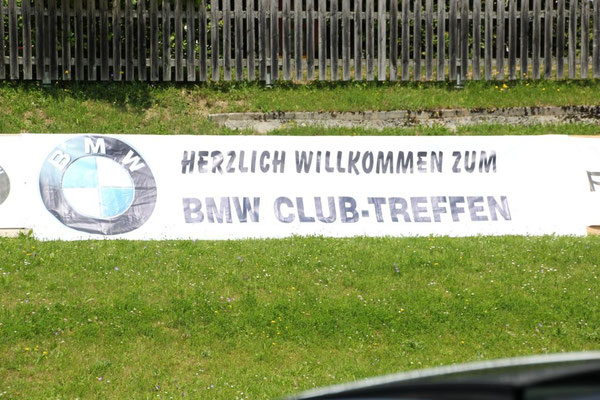 BMW
HERZLICH WILLKOMMEN ZUM
BMW CLUB-TREFFEN